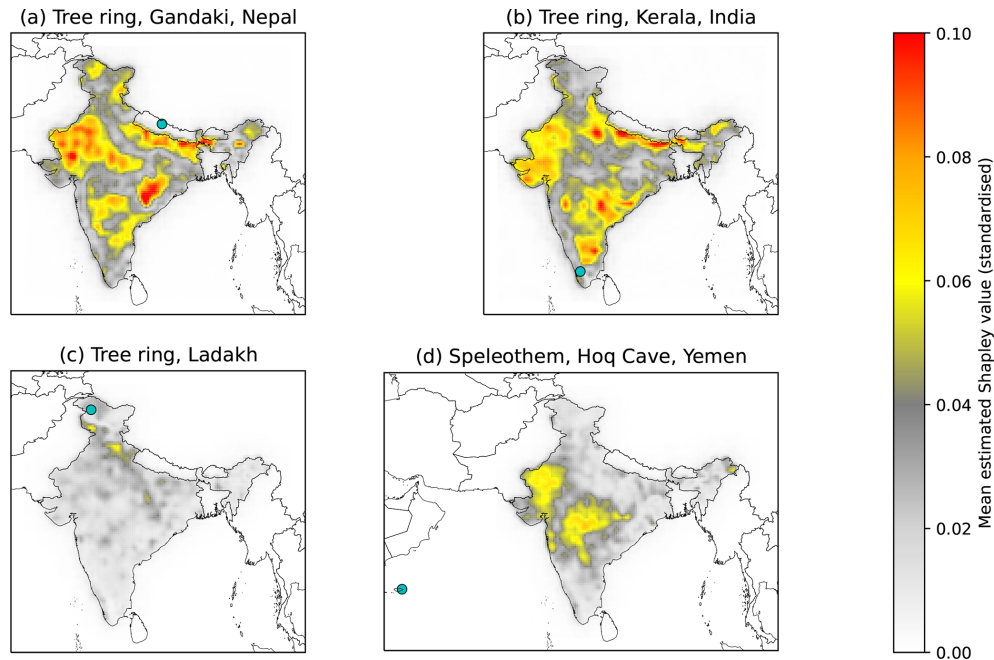 (a) Tree ring, Gandaki, Nepal
(b) Tree ring, Kerala, India
(c) Tree ring, Ladakh
(d) Speleothem, Hoq Cave, Yemen
0.10
0.08
0.06
0.04
0.02
0.00
Mean estimated Shapley value (standardised)